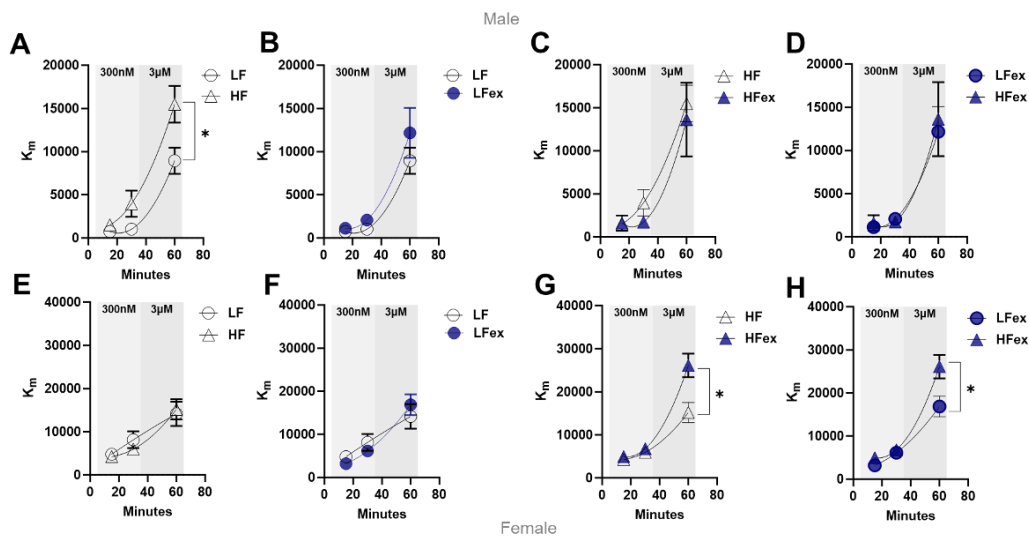 Male
A
300nM 3µM
LF
HF
*
Km
20000
15000
10000
5000
0
0 20 40 60 80
Minutes
B
300nM 3µM
LF
LFex
Km
20000
15000
10000
5000
0
0 20 40 60 80
Minutes
C
300nM 3µM
HF
HFex
Km
20000
15000
10000
5000
0
0 20 40 60 80
Minutes
D
300nM 3µM
LFex
HFex
Km
20000
15000
10000
5000
0
0 20 40 60 80
Minutes
E
300nM 3µM
LF
HF
Km
40000
30000
20000
10000
0
0 20 40 60 80
Minutes
F
300nM 3µM
LF
LFex
Km
40000
30000
20000
10000
0
0 20 40 60 80
Minutes
G
300nM 3µM
HF
HFex
*
Km
40000
30000
20000
10000
0
0 20 40 60 80
Minutes
H
300nM 3µM
LFex
HFex
*
Km
40000
30000
20000
10000
0
0 20 40 60 80
Minutes
Female